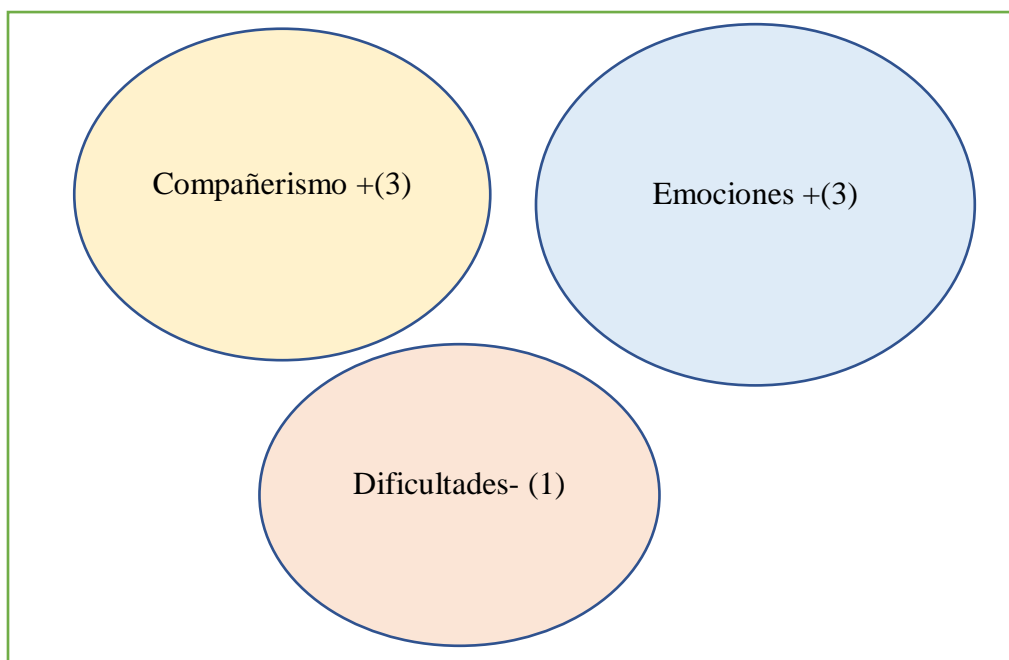 Compañerismo +(3)
Emociones +(3)
Dificultades- (1)